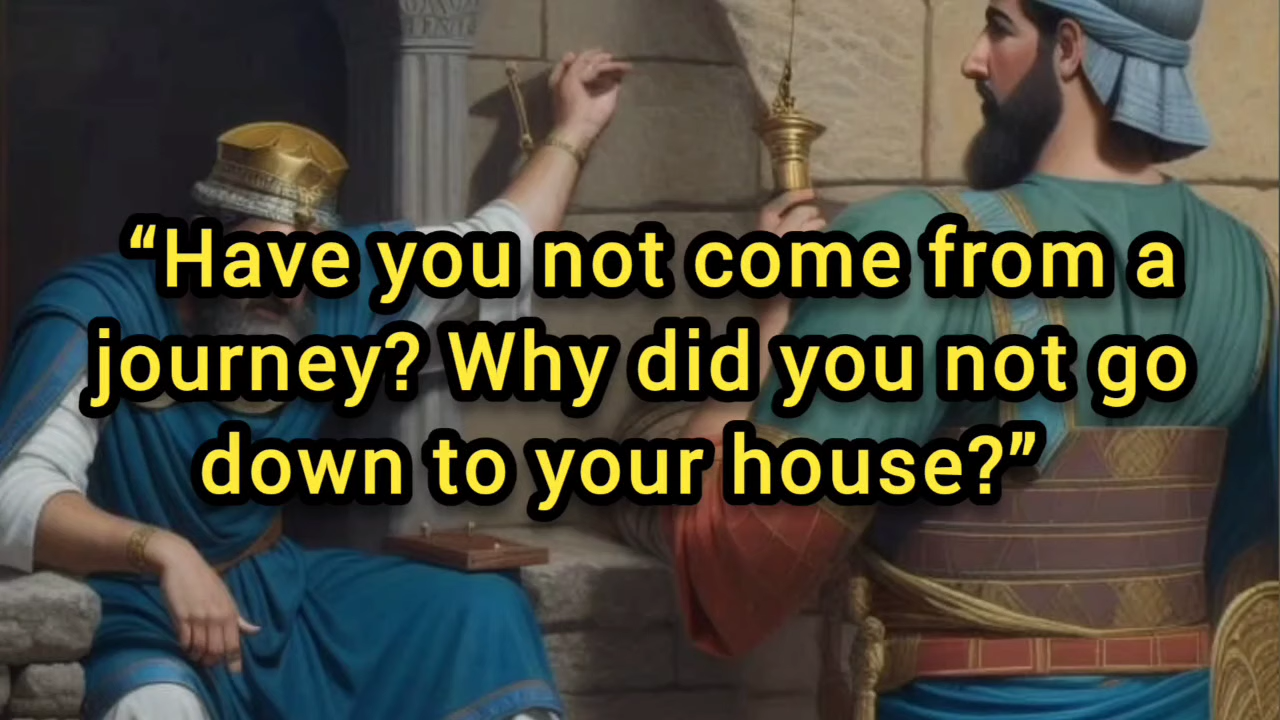 “Have you not come from a
journey? Why did you not go
down to your house?”